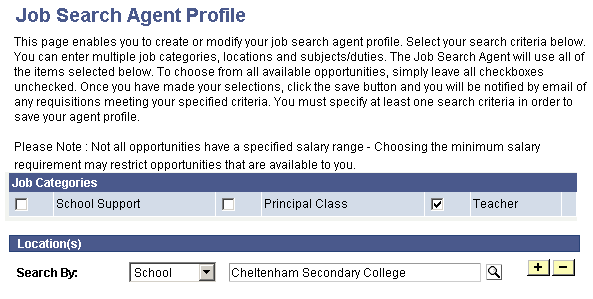 Job Search Agent Profile
This page enables you to create or modify your job search agent profile. Select your search criteria below.
You can enter multiple job categories, locations and subjects/duties. The Job Search Agent will use all of
the items selected below. To choose from all available opportunities, simply leave all checkboxes
unchecked. Once you have made your selections, click the save button and you will be notified by email of
any requisitions meeting your specified criteria. You must specify at least one search criteria in order to
save your agent profile.
Please Note : Not all opportunities have a specified salary range - Choosing the minimum salary
requirement may restrict opportunities that are available to you.
Job Categories
School Support Principal Class Teacher
Location(s)
Search By: School Cheltenham Secondary College